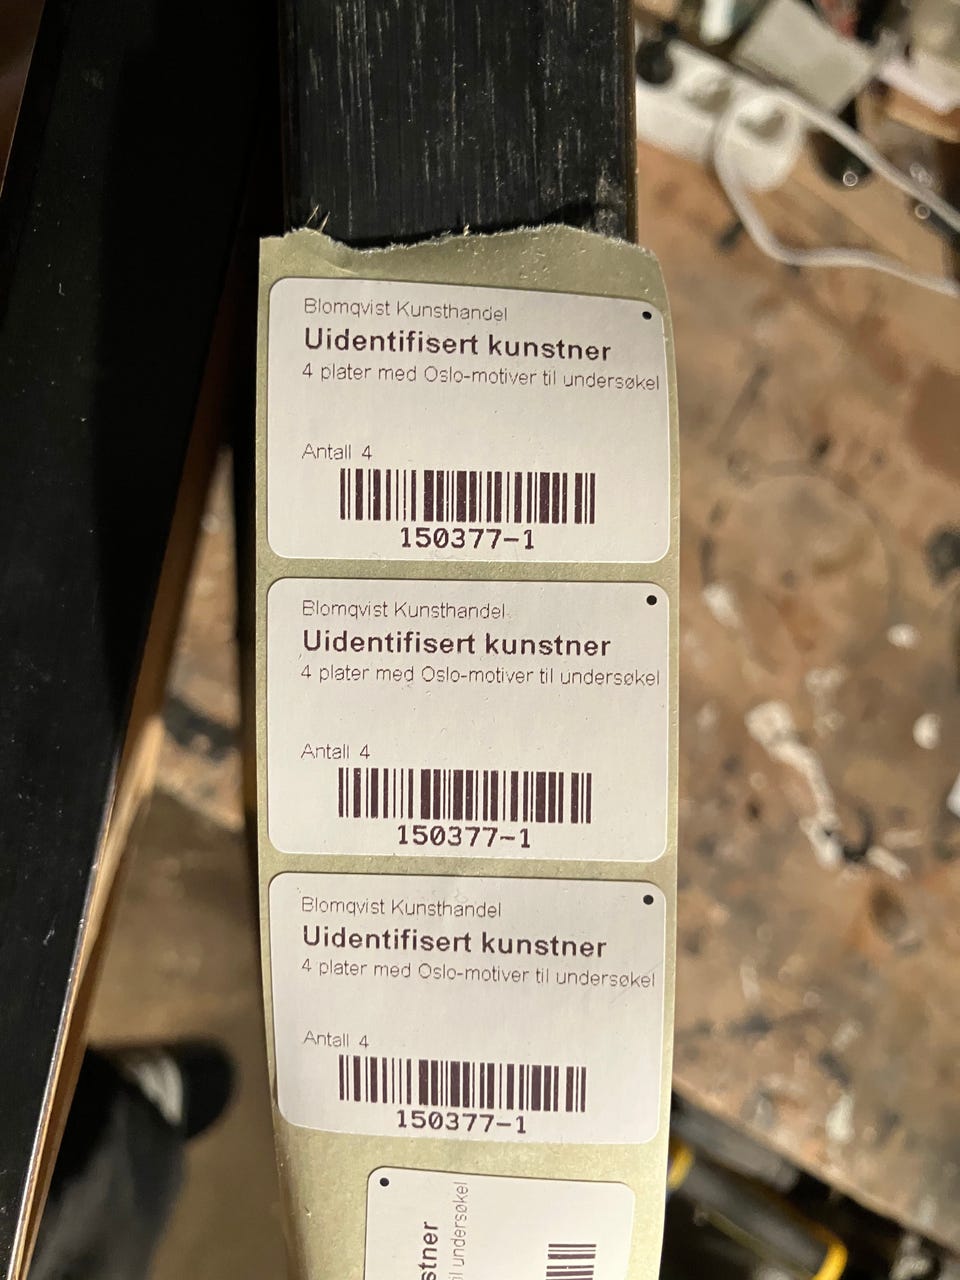 Blomqvist Kunsthandel
Uidentifisert kunstner
4 plater med Oslo-motiver til undersøkel
Antall 4
150377-1
Blomqvist Kunsthandel
Uidentifisert kunstner
4 plater med Oslo-motiver til undersøkel
Antall 4
150377-1
Blomqvist Kunsthandel
Uidentifisert kunstner
4 plater med Oslo-motiver til undersøkel
Antall 4
150377-1
stner
til undersøkel